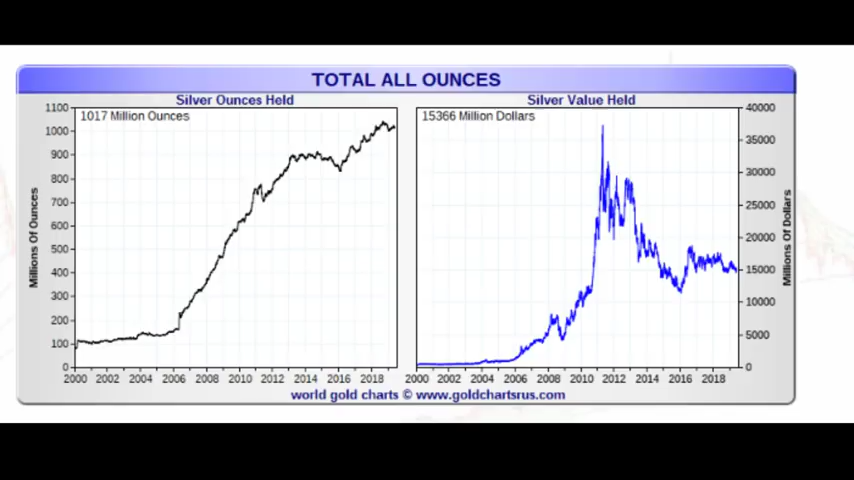 TOTAL ALL OUNCES
Silver Ounces Held
Silver Value Held
1017 Million Ounces
15366 Million Dollars
Millions Of Ounces
1100
1000
900
800
700
600
500
400
300
200
100
0
2000 2002 2004 2006 2008 2010 2012 2014 2016 2018
40000
35000
30000
25000
20000
15000
10000
5000
0
Millions Of Dollars
2000 2002 2004 2006 2008 2010 2012 2014 2016 2018
world gold charts © www.goldchartsrus.com